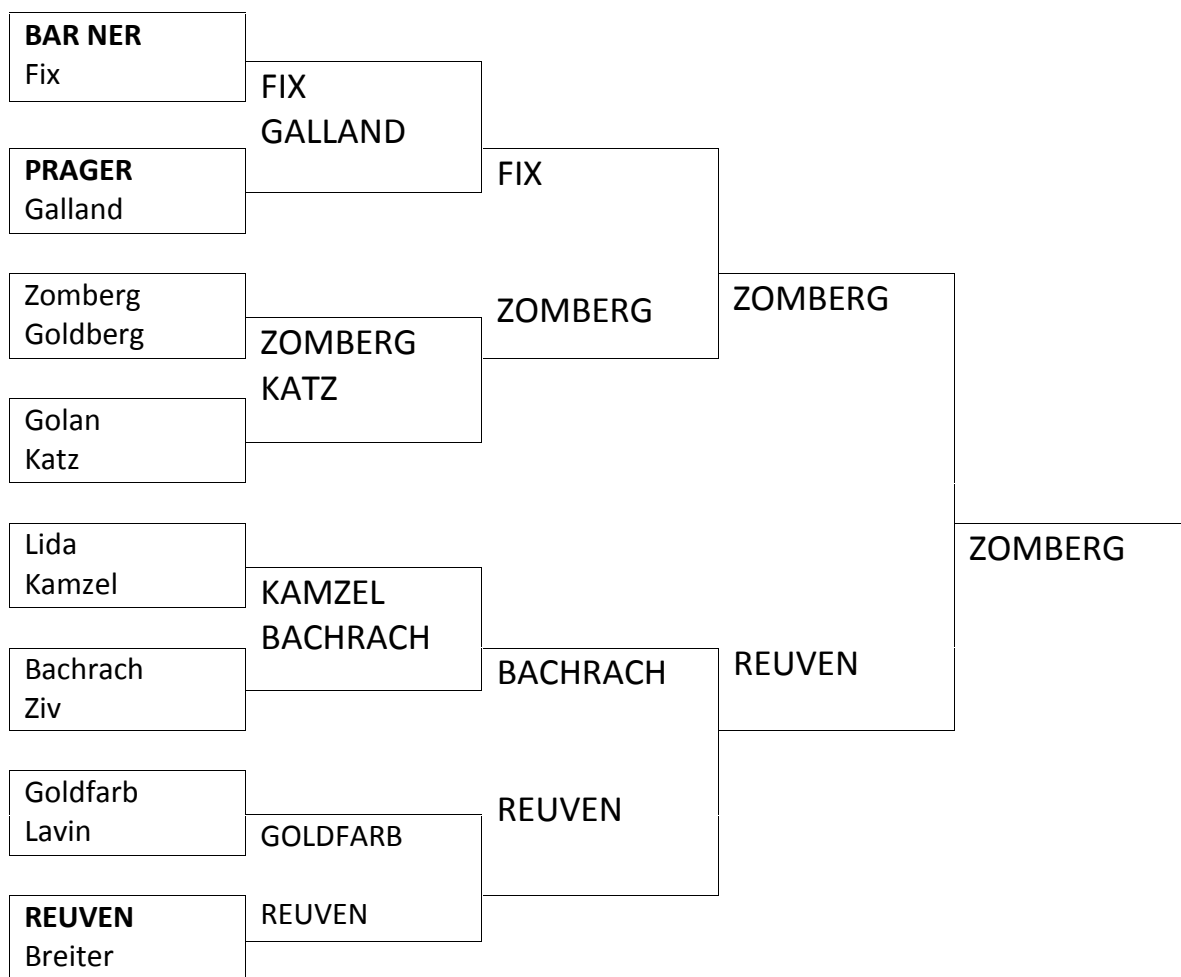 BAR NER
Fix
PRAGER
Galland
Zomberg
Goldberg
Golan
Katz
Lida
Kamzel
Bachrach
Ziv
Goldfarb
Lavin
REUVEN
Breiter
FIX
GALLAND
ZOMBERG
KATZ
KAMZEL
BACHRACH
GOLDFARB
REUVEN
FIX
ZOMBERG
BACHRACH
REUVEN
ZOMBERG
REUVEN
ZOMBERG